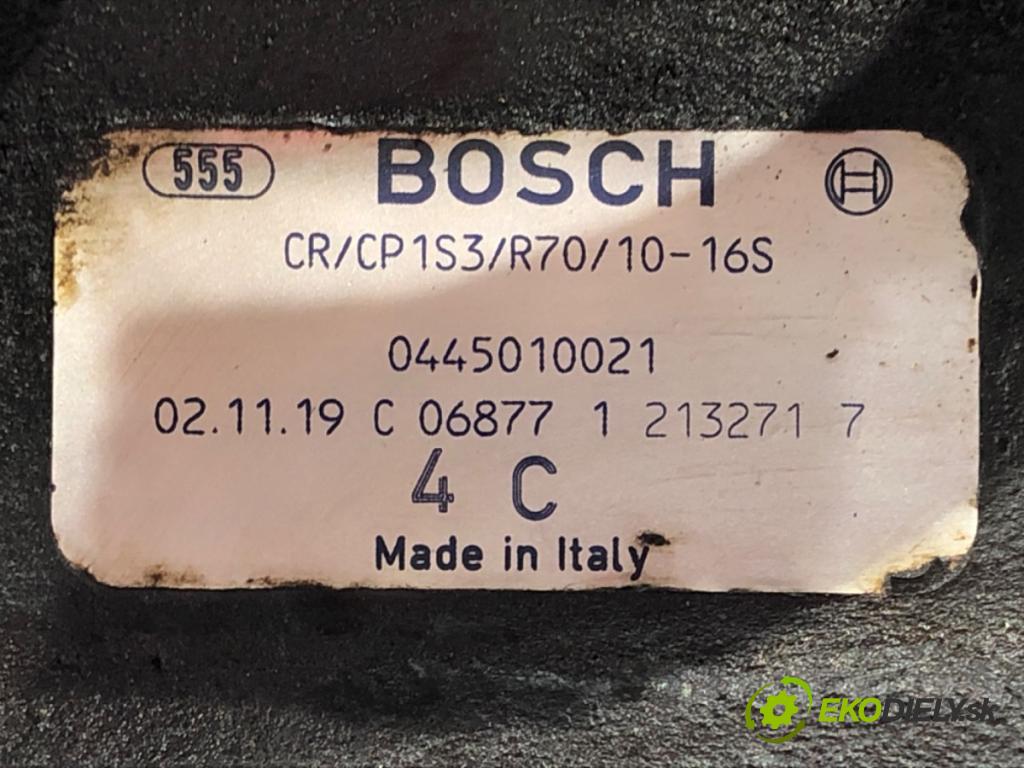 555 BOSCH
CR/CP1S3/R70/10-16S
0445010021
02.11.19 C 06877 1 213271 7
4 C
Made in Italy
EKODIELY.sk